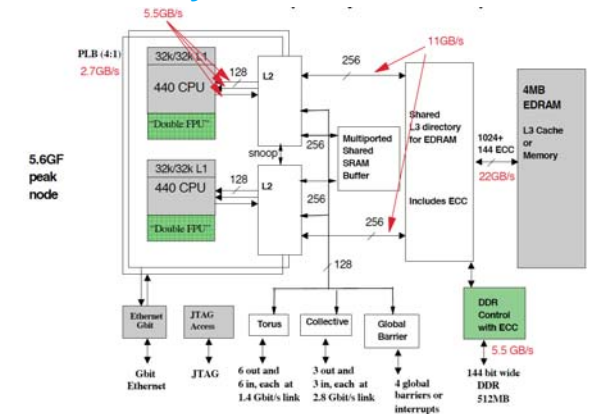 5.5GB/s
PLB (4:1)
2.7GB/s
32k/32k L1
440 CPU
"Double FPU"
128
L2
256
11GB/s
snoop
256
Multiported
Shared
SRAM
Buffer
Shared
L3 directory
for EDRAM
Includes ECC
1024+
144 ECC
22GB/s
4MB
EDRAM
L3 Cache
or
Memory
5.6GF
peak
node
32k/32k L1
440 CPU
"Double FPU"
128
L2
256
256
128
Ethernet
Gbit
JTAG
Access
Torus
Collective
Global
Barrier
DDR
Control
with ECC
5.5 GB/s
Gbit
Ethernet
JTAG
6 out and
6 in, each at
1.4 Gbit/s link
3 out and
3 in, each at
2.8 Gbit/s link
4 global
barriers or
interrupts
144 bit wide
DDR
512MB